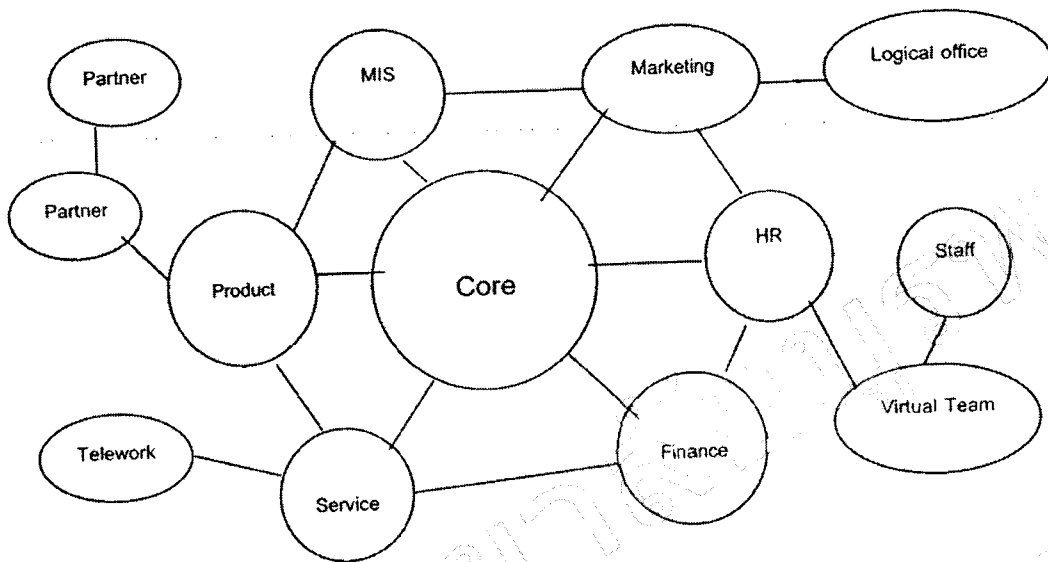 Partner
MIS
Marketing
Logical office
Partner
Product
Core
HR
Staff
Telework
Service
Finance
Virtual Team